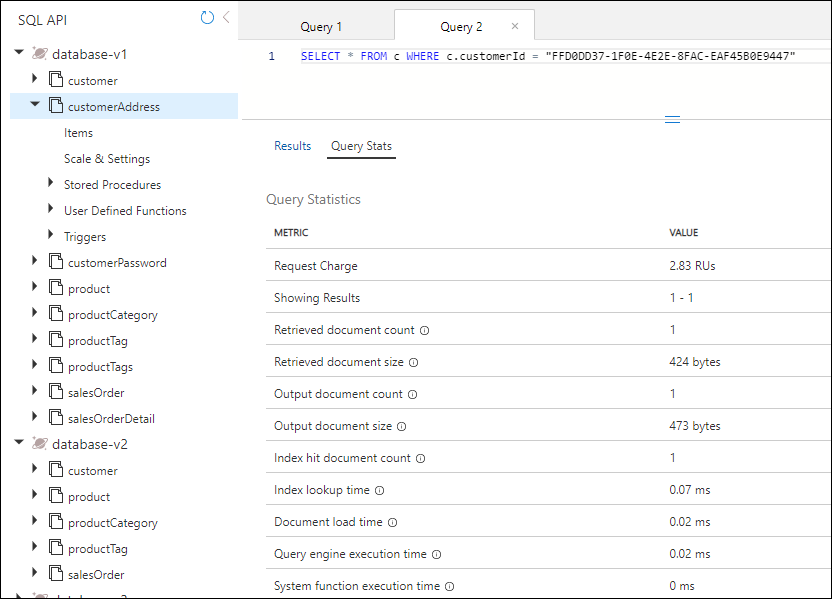 SQL API
database-v1
customer
customerAddress
Items
Scale & Settings
Stored Procedures
User Defined Functions
Triggers
customerPassword
product
productCategory
productTag
productTags
salesOrder
salesOrderDetail
database-v2
customer
product
productCategory
productTag
salesOrder
Query 1
Query 2 ×
1 SELECT * FROM c WHERE c.customerId = "FFD0DD37-1F0E-4E2E-8FAC-EAF45B0E9447"
Results Query Stats
Query Statistics
METRIC VALUE
Request Charge 2.83 RUs
Showing Results 1 - 1
Retrieved document count 1
Retrieved document size 424 bytes
Output document count 1
Output document size 473 bytes
Index hit document count 1
Index lookup time 0.07 ms
Document load time 0.02 ms
Query engine execution time 0.02 ms
System function execution time 0 ms